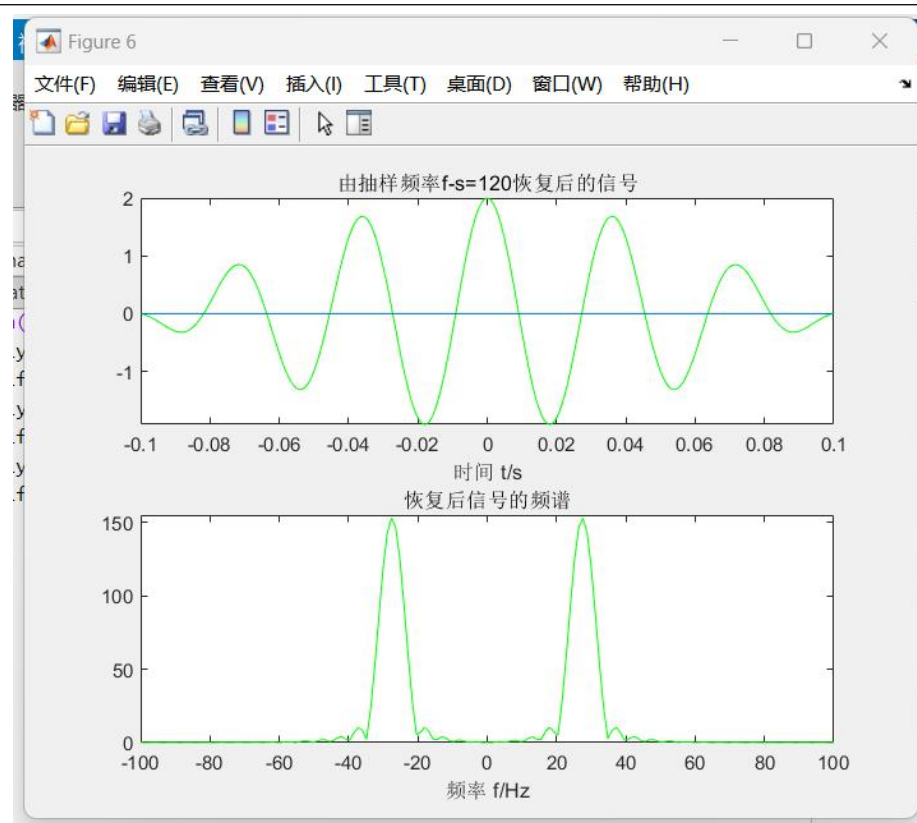 Figure 6
文件(F) 编辑(E) 查看(V) 插入(I) 工具(T) 桌面(D) 窗口(W) 帮助(H)
由抽样频率f-s=120恢复后的信号
2
1
0
-1
-0.1 -0.08 -0.06 -0.04 -0.02 0 0.02 0.04 0.06 0.08 0.1
时间 t/s
恢复后信号的频谱
150
100
50
0
-100 -80 -60 -40 -20 0 20 40 60 80 100
频率 f/Hz